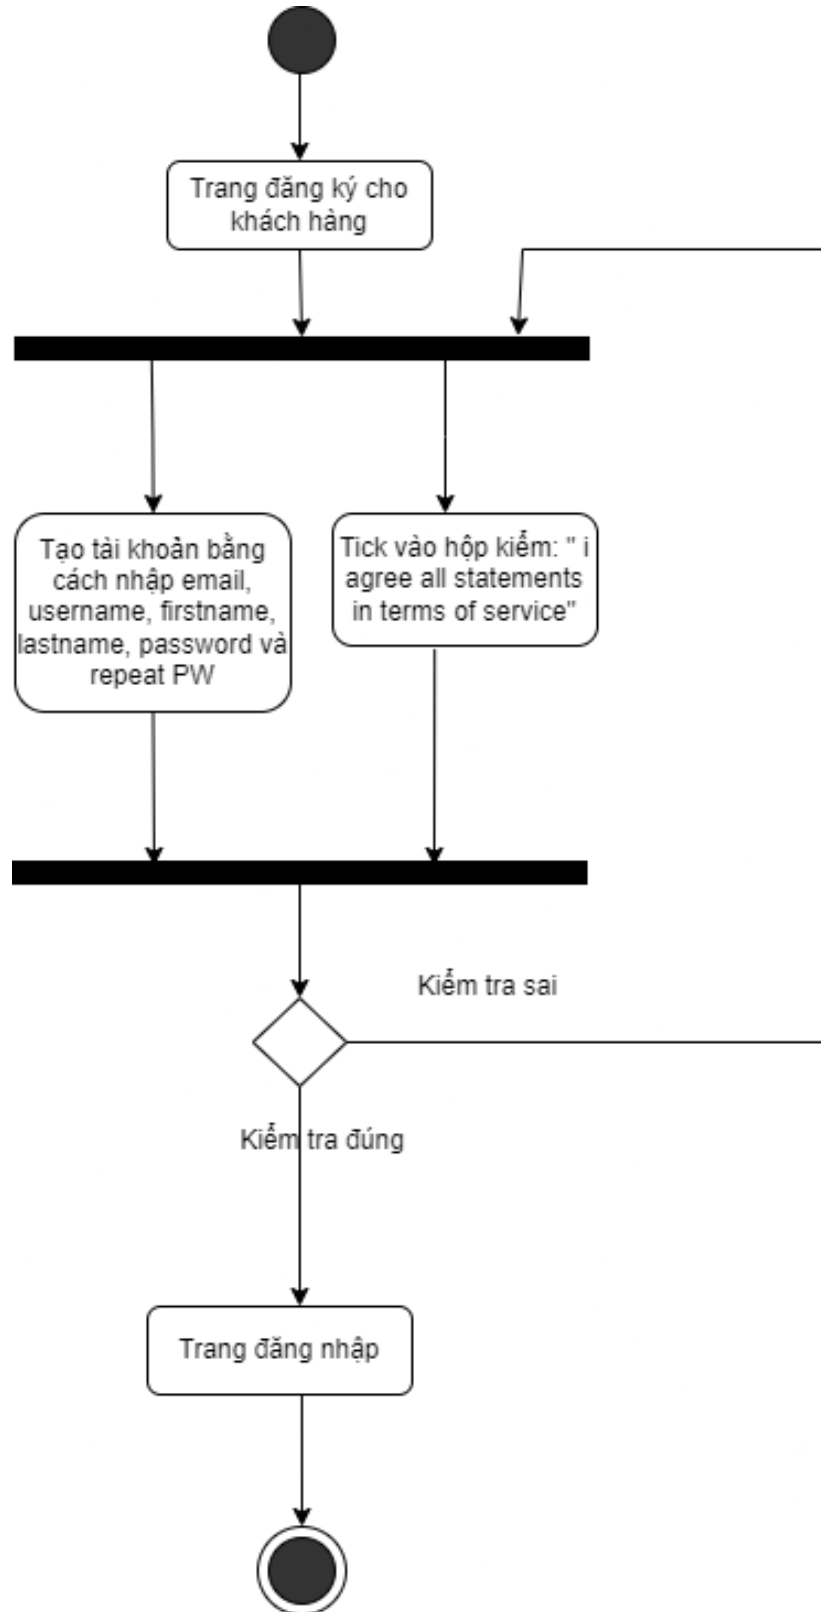 Trang đăng ký cho
khách hàng
Tạo tài khoản bằng
cách nhập email,
username, firstname,
lastname, password và
repeat PW
Tick vào hộp kiểm: " i
agree all statements
in terms of service"
Kiểm tra sai
Kiểm tra đúng
Trang đăng nhập